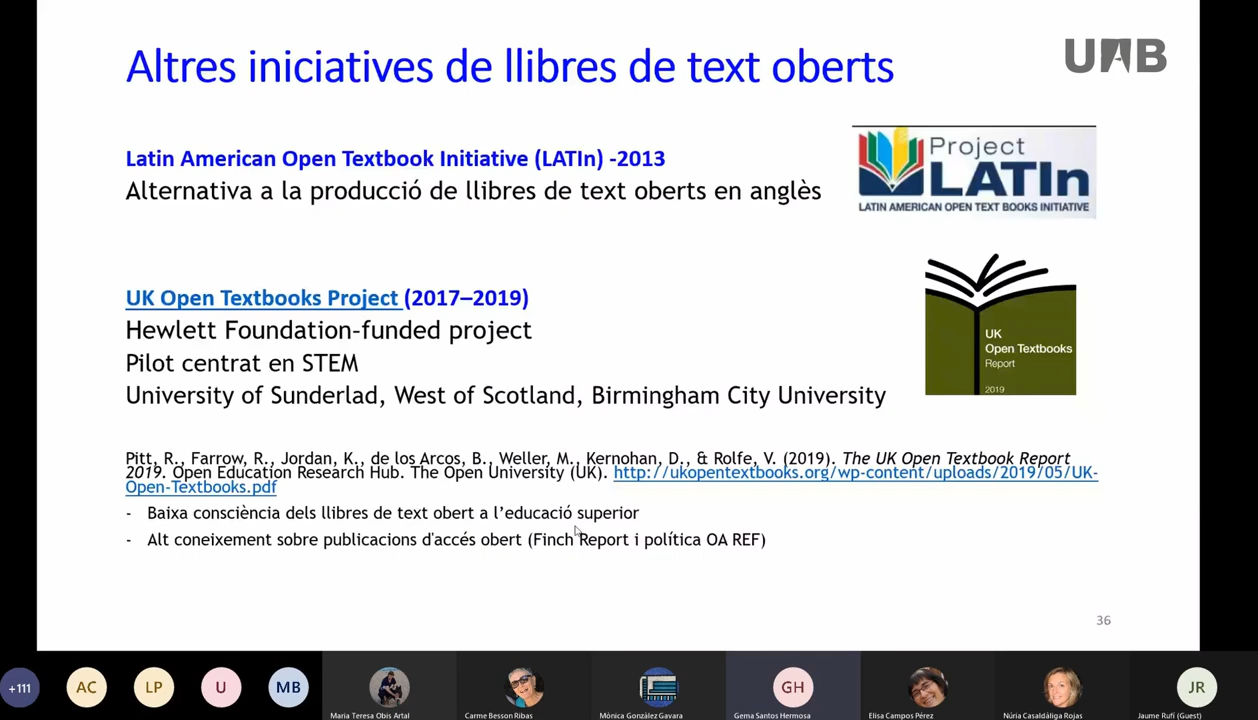 Altres iniciatives de llibres de text oberts
UAB
Latin American Open Textbook Initiative (LATIn) -2013
Alternativa a la producció de llibres de text oberts en anglès
Project
LATIn
LATIN AMERICAN OPEN TEXT BOOKS INITIATIVE
UK Open Textbooks Project (2017–2019)
Hewlett Foundation-funded project
Pilot centrat en STEM
University of Sunderlad, West of Scotland, Birmingham City University
UK
Open Textbooks
Report
2019
Pitt, R., Farrow, R., Jordan, K., de los Arcos, B., Weller, M., Kernohan, D., & Rolfe, V. (2019). The UK Open Textbook Report
2019. Open Education Research Hub. The Open University (UK). http://ukopentextbooks.org/wp-content/uploads/2019/05/UK-
Open-Textbooks.pdf
- Baixa consciència dels llibres de text obert a l’educació superior
- Alt coneixement sobre publicacions d'accés obert (Finch Report i política OA REF)
36
+111
AC
LP
U
MB
GH
JR
Maria Teresa Obis Artal
Carme Besson Ribas
Mònica González Gavara
Gema Santos Hermosa
Elisa Campos Pérez
Núria Casaldàliga Rojas
Jaume Rufí (Guest)